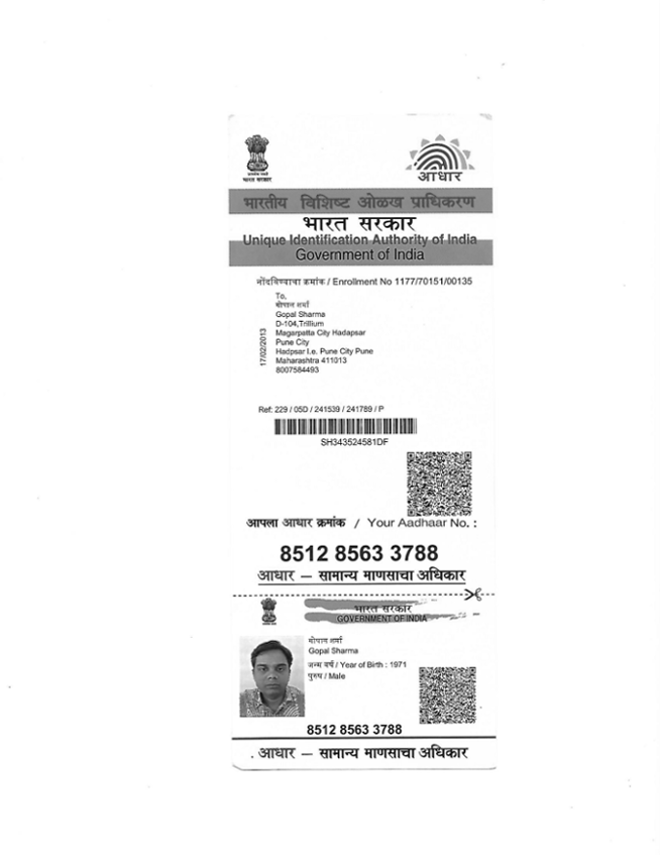 भारत सरकार
आधार
भारतीय विशिष्ट ओळख प्राधिकरण
भारत सरकार
Unique Identification Authority of India
Government of India
नोंदविण्याचा क्रमांक / Enrollment No 1177/70151/00135
To,
गोपाल शर्मा
Gopal Sharma
D-104,Trillium
Magarpatta City Hadapsar
Pune City
Hadpsar I.e. Pune City Pune
Maharashtra 411013
8007584493
17/02/2013
Ref: 229 / 05D / 241539 / 241789 / P
SH343524581DF
आपला आधार क्रमांक / Your Aadhaar No. :
8512 8563 3788
आधार – सामान्य माणसाचा अधिकार
भारत सरकार
GOVERNMENT OF INDIA
गोपाल शर्मा
Gopal Sharma
जन्म वर्ष / Year of Birth : 1971
पुरुष / Male
8512 8563 3788
आधार – सामान्य माणसाचा अधिकार